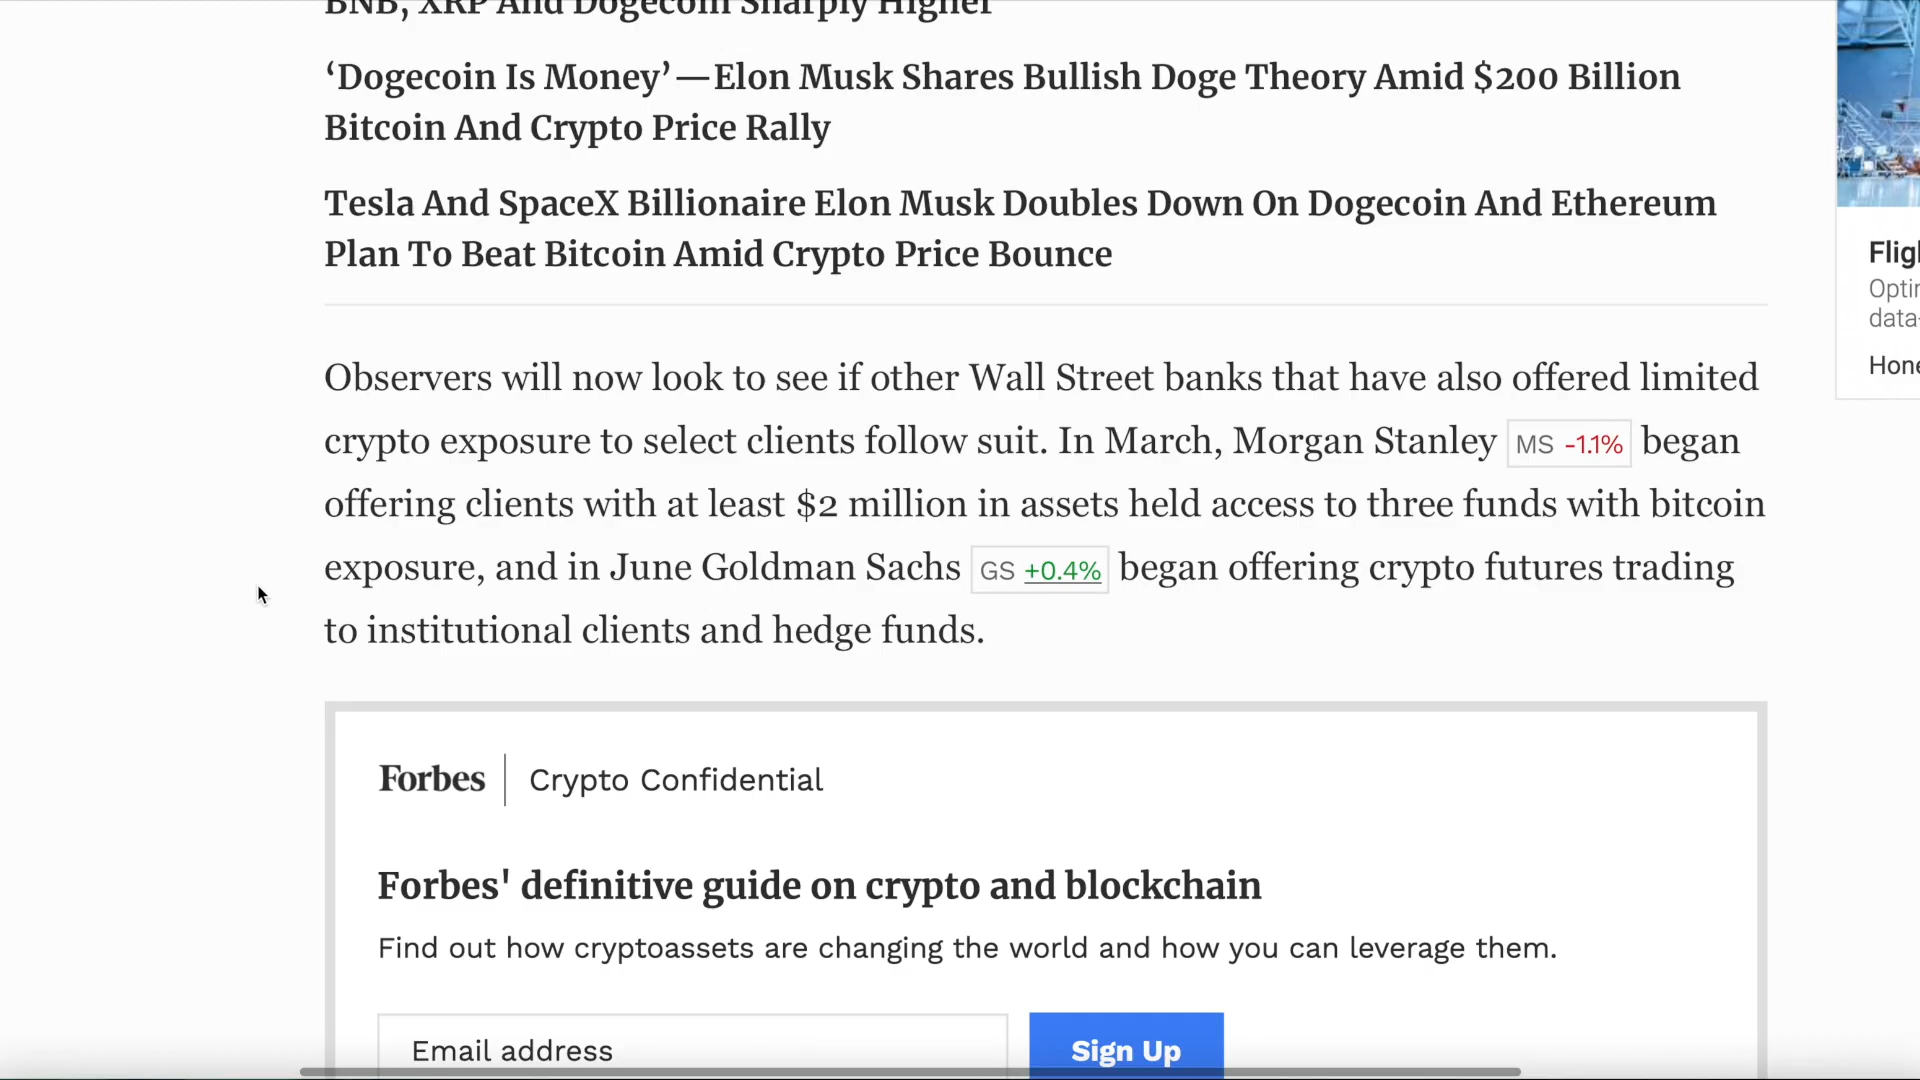 BNB, XRP And Dogecoin Sharply Higher
‘Dogecoin Is Money’—Elon Musk Shares Bullish Doge Theory Amid $200 Billion
Bitcoin And Crypto Price Rally
Tesla And SpaceX Billionaire Elon Musk Doubles Down On Dogecoin And Ethereum
Plan To Beat Bitcoin Amid Crypto Price Bounce
Observers will now look to see if other Wall Street banks that have also offered limited
crypto exposure to select clients follow suit. In March, Morgan Stanley MS -1.1% began
offering clients with at least $2 million in assets held access to three funds with bitcoin
exposure, and in June Goldman Sachs GS +0.4% began offering crypto futures trading
to institutional clients and hedge funds.
Forbes | Crypto Confidential
Forbes' definitive guide on crypto and blockchain
Find out how cryptoassets are changing the world and how you can leverage them.
Email address
Sign Up
data-